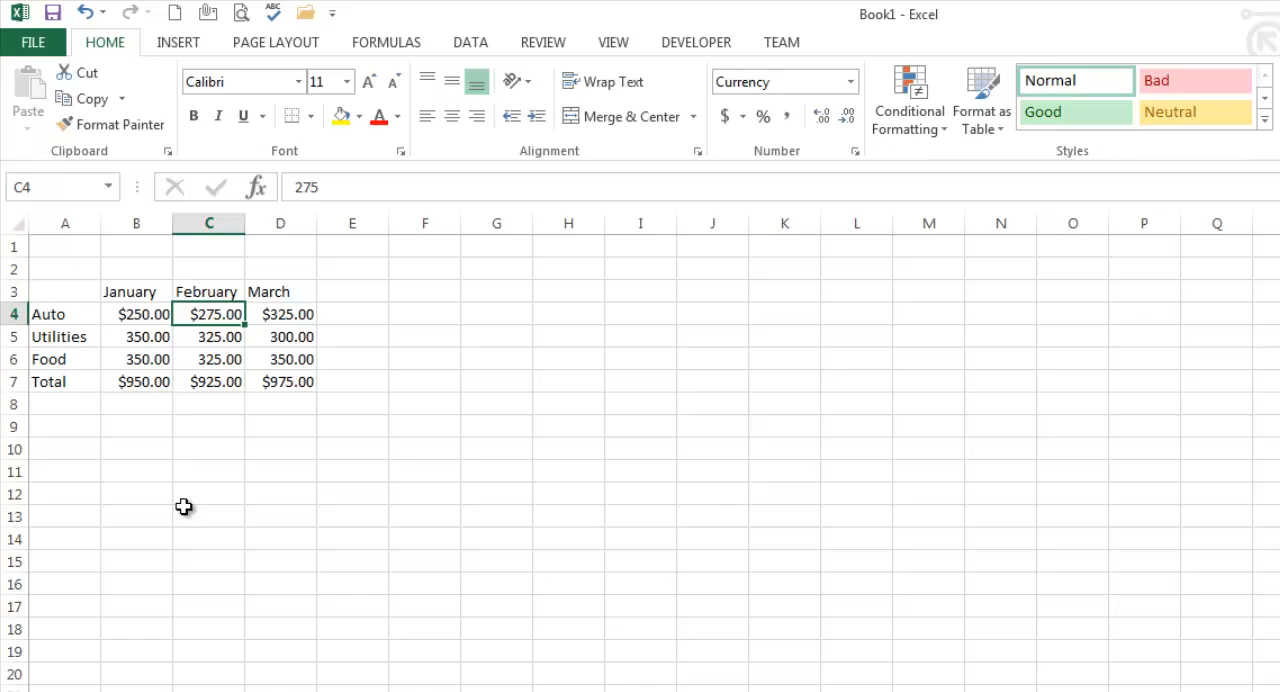 Book1 - Excel
FILE HOME INSERT PAGE LAYOUT FORMULAS DATA REVIEW VIEW DEVELOPER TEAM
Paste
Cut
Copy
Format Painter
Clipboard
Calibri 11
B I U A
Font
Wrap Text
Merge & Center
Alignment
Currency
$ % ,
Number
Conditional Formatting
Format as Table
Normal Bad
Good Neutral
Styles
C4 fx 275
A B C D E F G H I J K L M N O P Q
1
2
3 January February March
4 Auto $250.00 $275.00 $325.00
5 Utilities 350.00 325.00 300.00
6 Food 350.00 325.00 350.00
7 Total $950.00 $925.00 $975.00
8
9
10
11
12
13
14
15
16
17
18
19
20